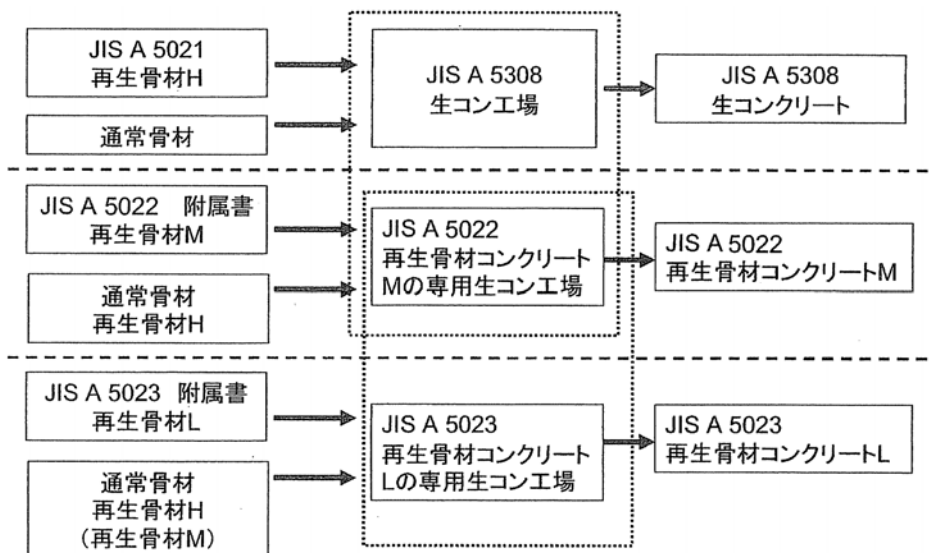 JIS A 5021
再生骨材H
通常骨材
JIS A 5308
生コン工場
JIS A 5308
生コンクリート
JIS A 5022 附属書
再生骨材M
通常骨材
再生骨材H
JIS A 5022
再生骨材コンクリート
Mの専用生コン工場
JIS A 5022
再生骨材コンクリートM
JIS A 5023 附属書
再生骨材L
通常骨材
再生骨材H
（再生骨材M）
JIS A 5023
再生骨材コンクリート
Lの専用生コン工場
JIS A 5023
再生骨材コンクリートL